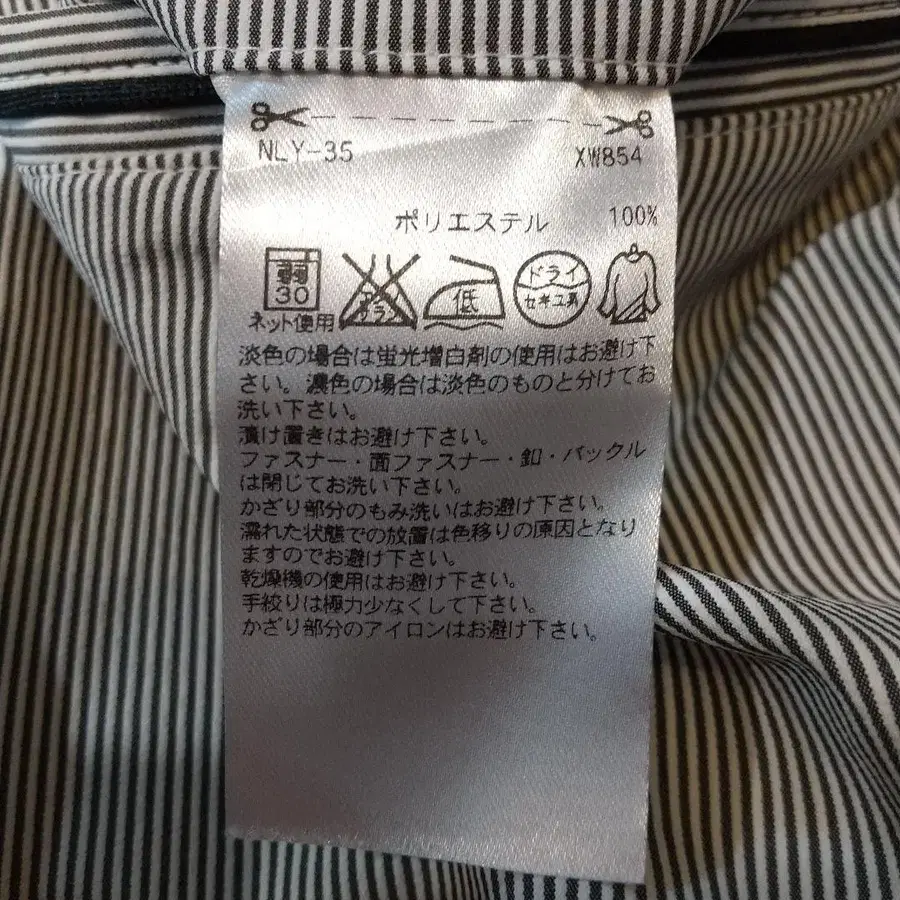 NLY-35 XW854
ポリエステル 100%
弱 30 エンソサラシ 低 ドライ セキユ系
ネット使用
淡色の場合は蛍光増白剤の使用はお避け下
さい。濃色の場合は淡色のものと分けてお
洗い下さい。
漬け置きはお避け下さい。
ファスナー・面ファスナー・釦・バックル
は閉じてお洗い下さい。
かざり部分のもみ洗いはお避け下さい。
濡れた状態での放置は色移りの原因となり
ますのでお避け下さい。
乾燥機の使用はお避け下さい。
手絞りは極力少なくして下さい。
かざり部分のアイロンはお避け下さい。